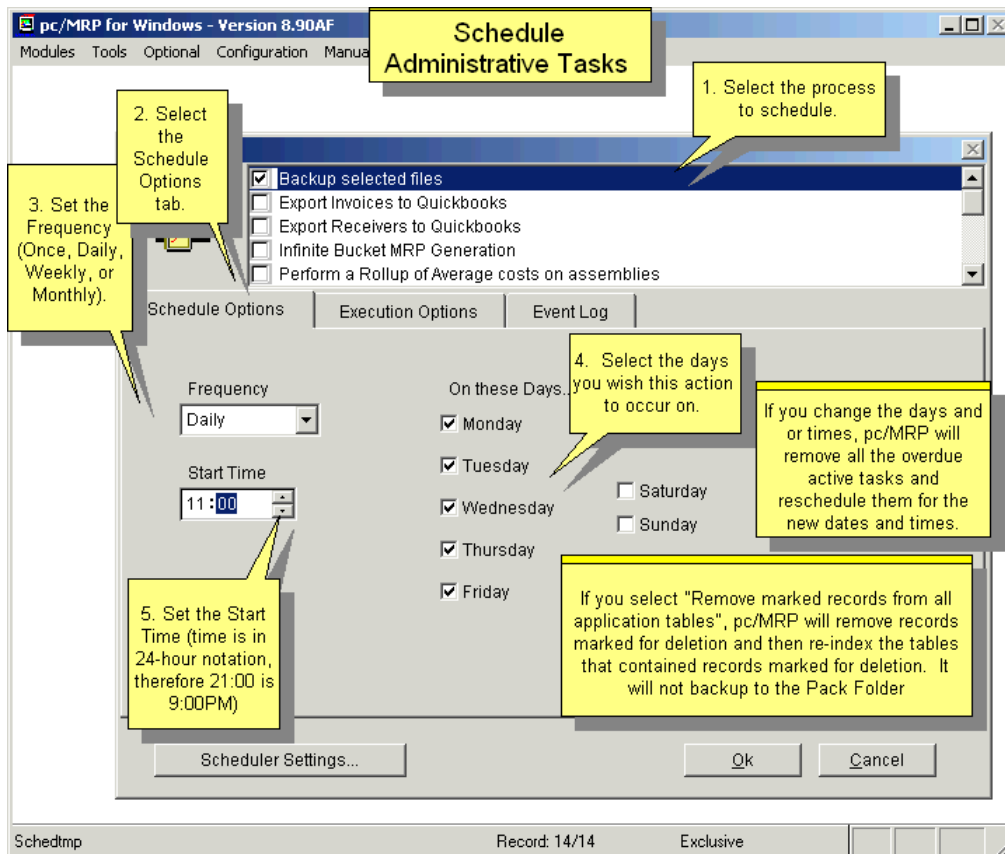 pc/MRP for Windows - Version 8.90AF
Schedule
Administrative Tasks
Modules Tools Optional Configuration
1. Select the process
to schedule.
2. Select
the
Schedule
Options
tab.
3. Set the
Frequency
(Once, Daily,
Weekly, or
Monthly).
Backup selected files
Export Invoices to Quickbooks
Export Receivers to Quickbooks
Infinite Bucket MRP Generation
Perform a Rollup of Average costs on assemblies
Schedule Options Execution Options Event Log
Frequency
Daily
Start Time
11:00
On these Days...
Monday
Tuesday
Wednesday
Thursday
Friday
Saturday
Sunday
4. Select the days
you wish this action
to occur on.
If you change the days and
or times, pc/MRP will
remove all the overdue
active tasks and
reschedule them for the
new dates and times.
5. Set the Start
Time (time is in
24-hour notation,
therefore 21:00 is
9:00PM)
If you select "Remove marked records from all
application tables", pc/MRP will remove records
marked for deletion and then re-index the tables
that contained records marked for deletion. It
will not backup to the Pack Folder
Scheduler Settings... Ok Cancel
Schedtmp Record: 14/14 Exclusive